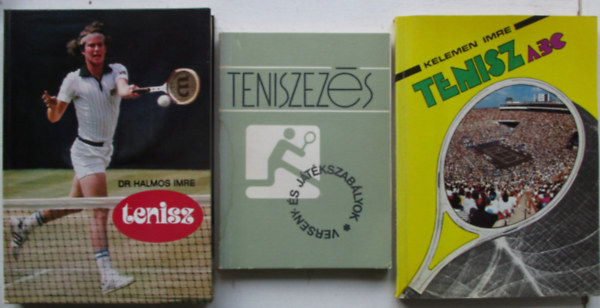 DR. HALMOS IMRE
tenisz
TENISZEZÉS
VERSENY- ÉS JÁTÉKSZABÁLYOK
KELEMEN IMRE
TENISZ ABC